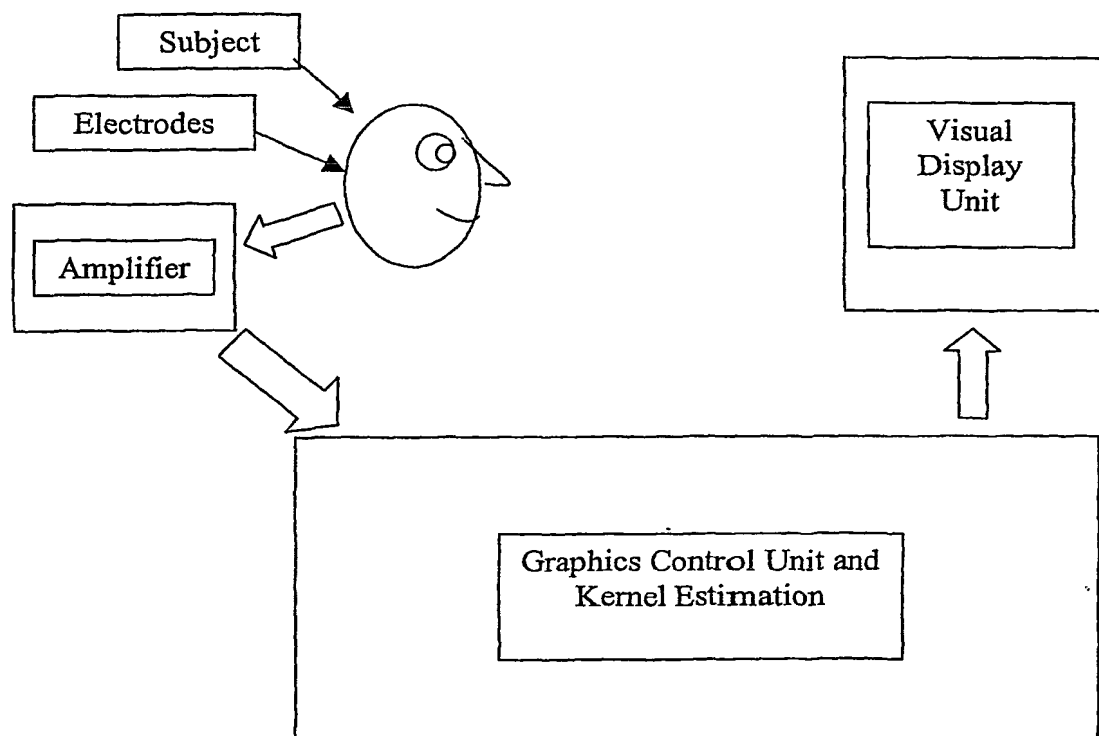 Subject
Electrodes
Amplifier
Visual
Display
Unit
Graphics Control Unit and
Kernel Estimation